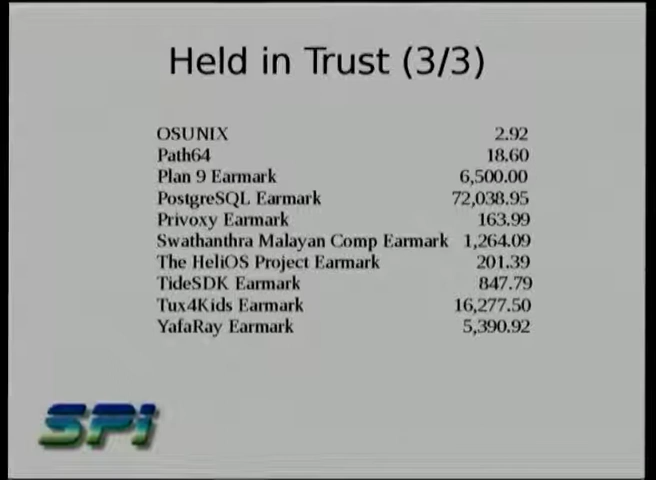 Held in Trust (3/3)
OSUNIX 2.92
Path64 18.60
Plan 9 Earmark 6,500.00
PostgreSQL Earmark 72,038.95
Privoxy Earmark 163.99
Swathanthra Malayan Comp Earmark 1,264.09
The HeliOS Project Earmark 201.39
TideSDK Earmark 847.79
Tux4Kids Earmark 16,277.50
YafaRay Earmark 5,390.92
SPI